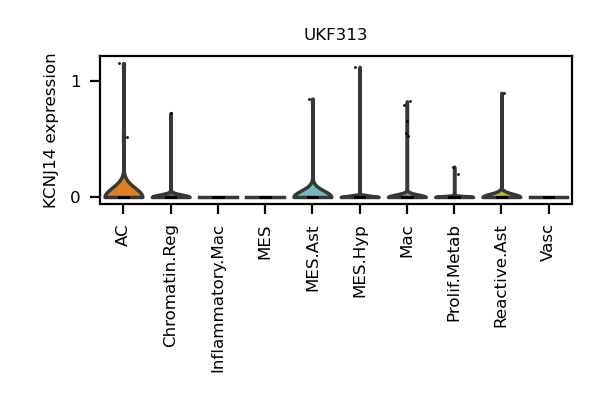 UKF313
KCNJ14 expression
1
0
AC
Chromatin.Reg
Inflammatory.Mac
MES
MES.Ast
MES.Hyp
Mac
Prolif.Metab
Reactive.Ast
Vasc